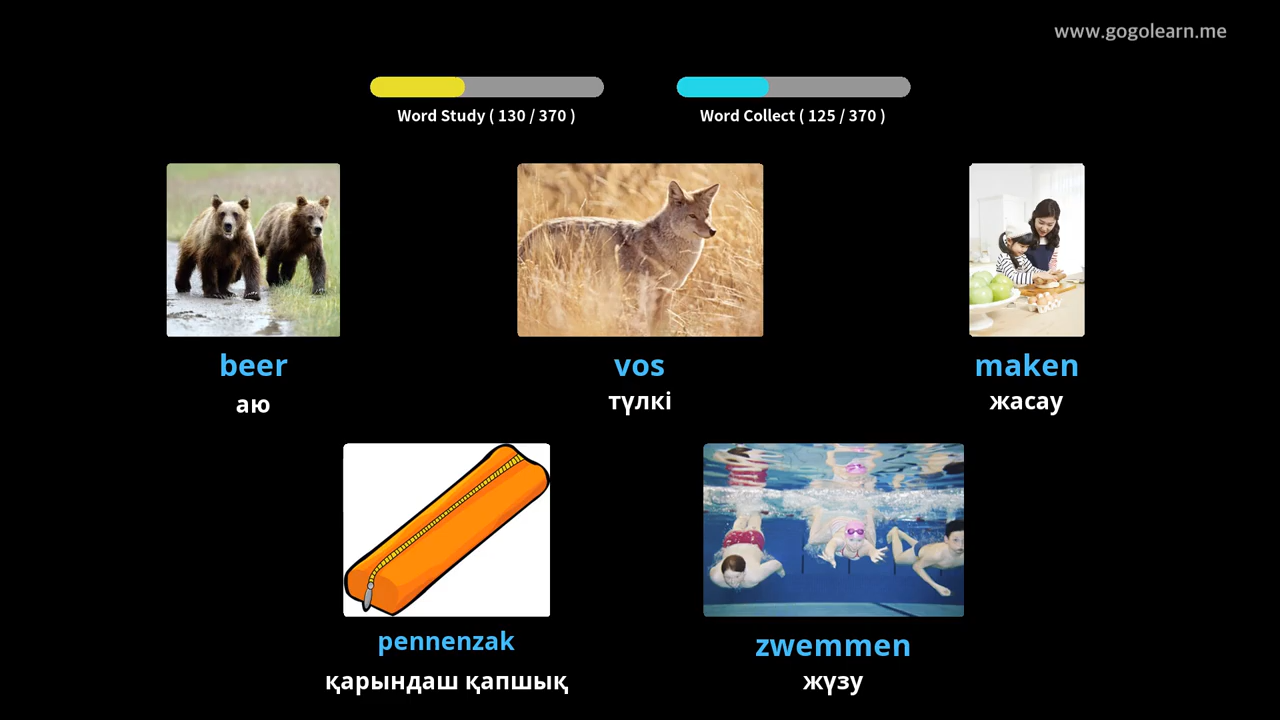 www.gogolearn.me
Word Study ( 130 / 370 )
Word Collect ( 125 / 370 )
beer
vos
maken
аю
түлкі
жасау
pennenzak
zwemmen
қарындаш қапшық
жүзу